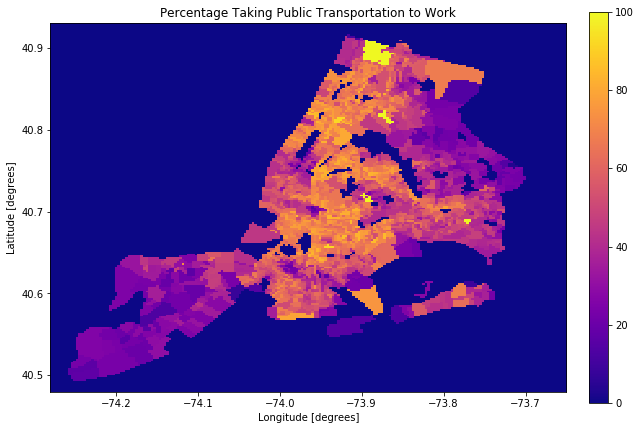 Percentage Taking Public Transportation to Work
100
40.9
80
40.8
60
40.7
40
40.6
20
40.5
0
−74.2 −74.1 −74.0 −73.9 −73.8 −73.7
Longitude [degrees]
Latitude [degrees]